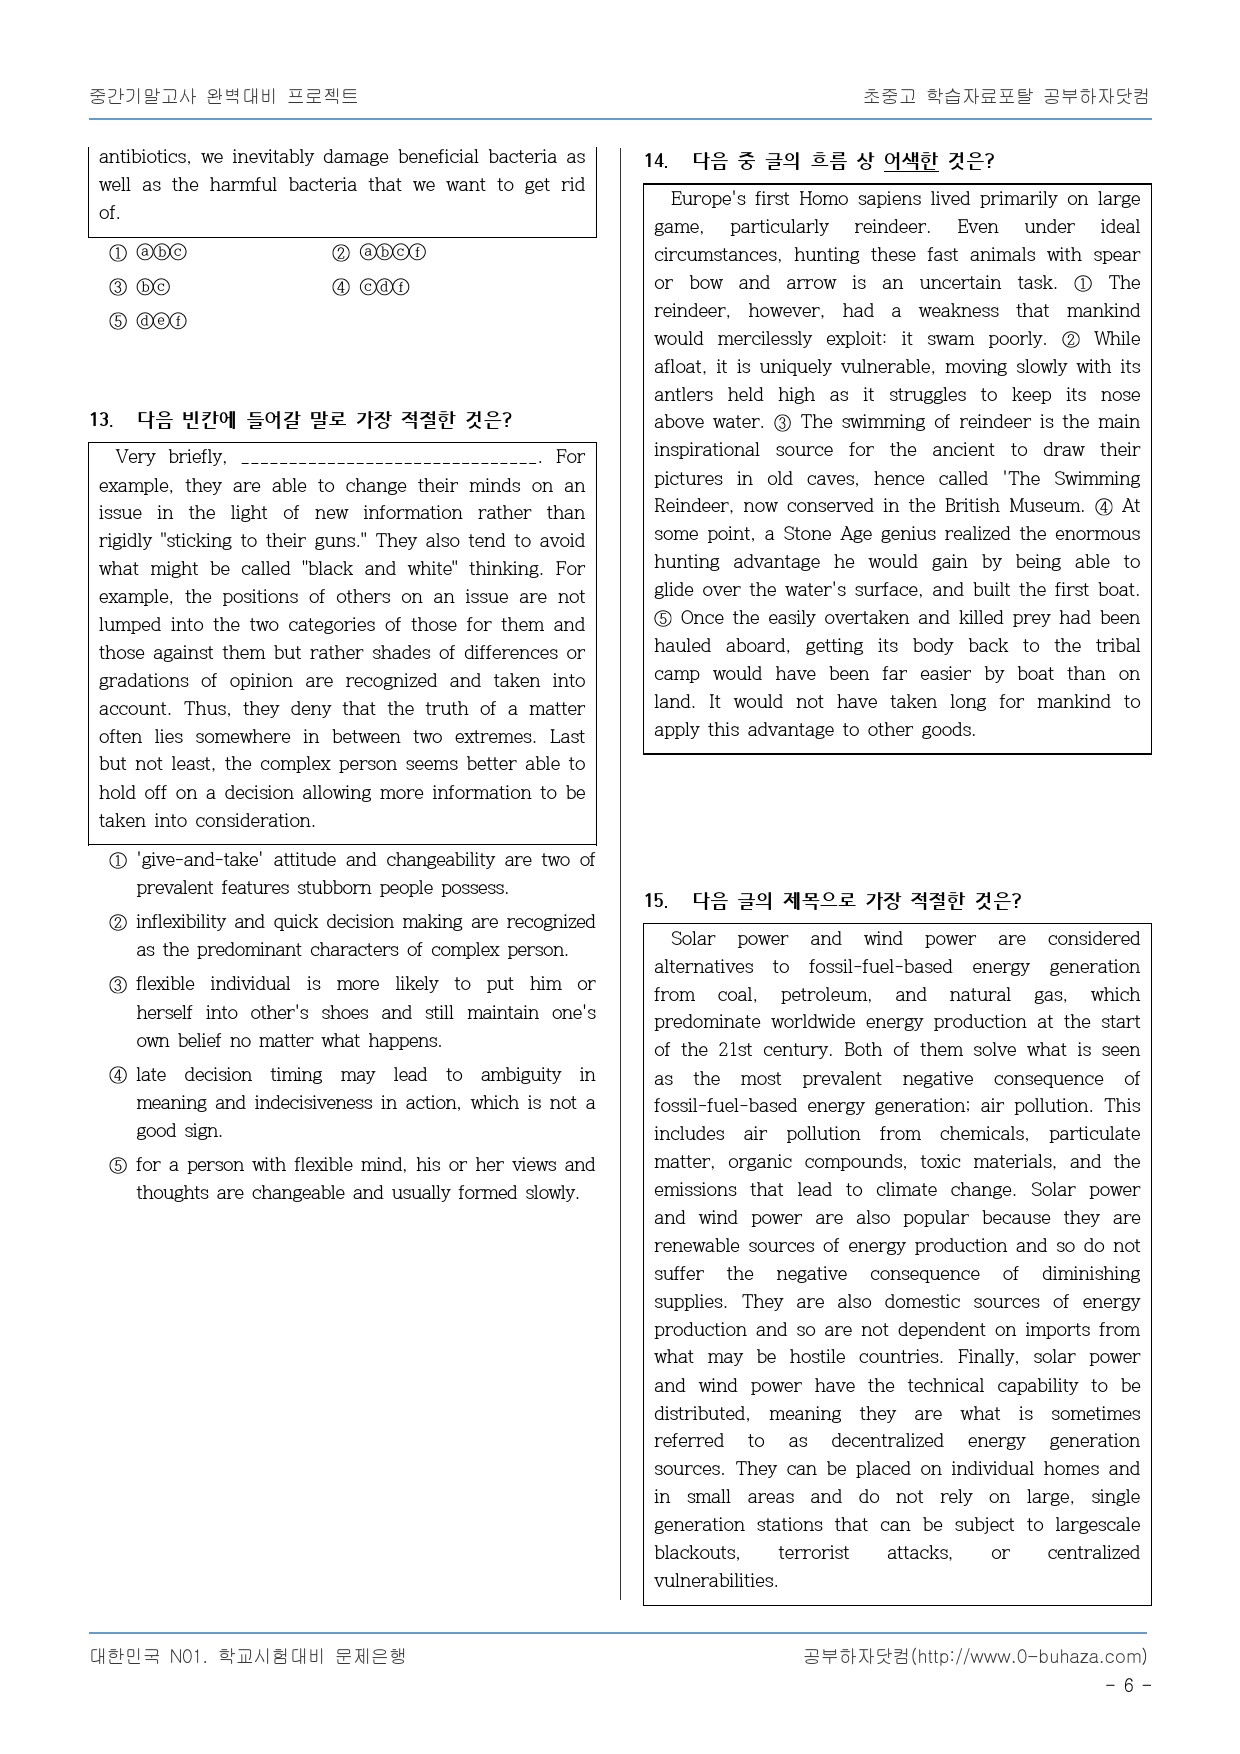 중간기말고사 완벽대비 프로젝트
초중고 학습자료포탈 공부하자닷컴
antibiotics, we inevitably damage beneficial bacteria as
well as the harmful bacteria that we want to get rid
of.
① ⓐⓑⓒ ② ⓐⓑⓒⓕ
③ ⓑⓒ ④ ⓒⓓⓕ
⑤ ⓓⓔⓕ
13. 다음 빈칸에 들어갈 말로 가장 적절한 것은?
Very briefly, _______________________________. For
example, they are able to change their minds on an
issue in the light of new information rather than
rigidly "sticking to their guns." They also tend to avoid
what might be called "black and white" thinking. For
example, the positions of others on an issue are not
lumped into the two categories of those for them and
those against them but rather shades of differences or
gradations of opinion are recognized and taken into
account. Thus, they deny that the truth of a matter
often lies somewhere in between two extremes. Last
but not least, the complex person seems better able to
hold off on a decision allowing more information to be
taken into consideration.
① 'give-and-take' attitude and changeability are two of
prevalent features stubborn people possess.
② inflexibility and quick decision making are recognized
as the predominant characters of complex person.
③ flexible individual is more likely to put him or
herself into other's shoes and still maintain one's
own belief no matter what happens.
④ late decision timing may lead to ambiguity in
meaning and indecisiveness in action, which is not a
good sign.
⑤ for a person with flexible mind, his or her views and
thoughts are changeable and usually formed slowly.
14. 다음 중 글의 흐름 상 어색한 것은?
Europe's first Homo sapiens lived primarily on large
game, particularly reindeer. Even under ideal
circumstances, hunting these fast animals with spear
or bow and arrow is an uncertain task. ① The
reindeer, however, had a weakness that mankind
would mercilessly exploit: it swam poorly. ② While
afloat, it is uniquely vulnerable, moving slowly with its
antlers held high as it struggles to keep its nose
above water. ③ The swimming of reindeer is the main
inspirational source for the ancient to draw their
pictures in old caves, hence called 'The Swimming
Reindeer, now conserved in the British Museum. ④ At
some point, a Stone Age genius realized the enormous
hunting advantage he would gain by being able to
glide over the water's surface, and built the first boat.
⑤ Once the easily overtaken and killed prey had been
hauled aboard, getting its body back to the tribal
camp would have been far easier by boat than on
land. It would not have taken long for mankind to
apply this advantage to other goods.
15. 다음 글의 제목으로 가장 적절한 것은?
Solar power and wind power are considered
alternatives to fossil-fuel-based energy generation
from coal, petroleum, and natural gas, which
predominate worldwide energy production at the start
of the 21st century. Both of them solve what is seen
as the most prevalent negative consequence of
fossil-fuel-based energy generation; air pollution. This
includes air pollution from chemicals, particulate
matter, organic compounds, toxic materials, and the
emissions that lead to climate change. Solar power
and wind power are also popular because they are
renewable sources of energy production and so do not
suffer the negative consequence of diminishing
supplies. They are also domestic sources of energy
production and so are not dependent on imports from
what may be hostile countries. Finally, solar power
and wind power have the technical capability to be
distributed, meaning they are what is sometimes
referred to as decentralized energy generation
sources. They can be placed on individual homes and
in small areas and do not rely on large, single
generation stations that can be subject to largescale
blackouts, terrorist attacks, or centralized
vulnerabilities.
대한민국 N01. 학교시험대비 문제은행
공부하자닷컴(http://www.0-buhaza.com)
- 6 -